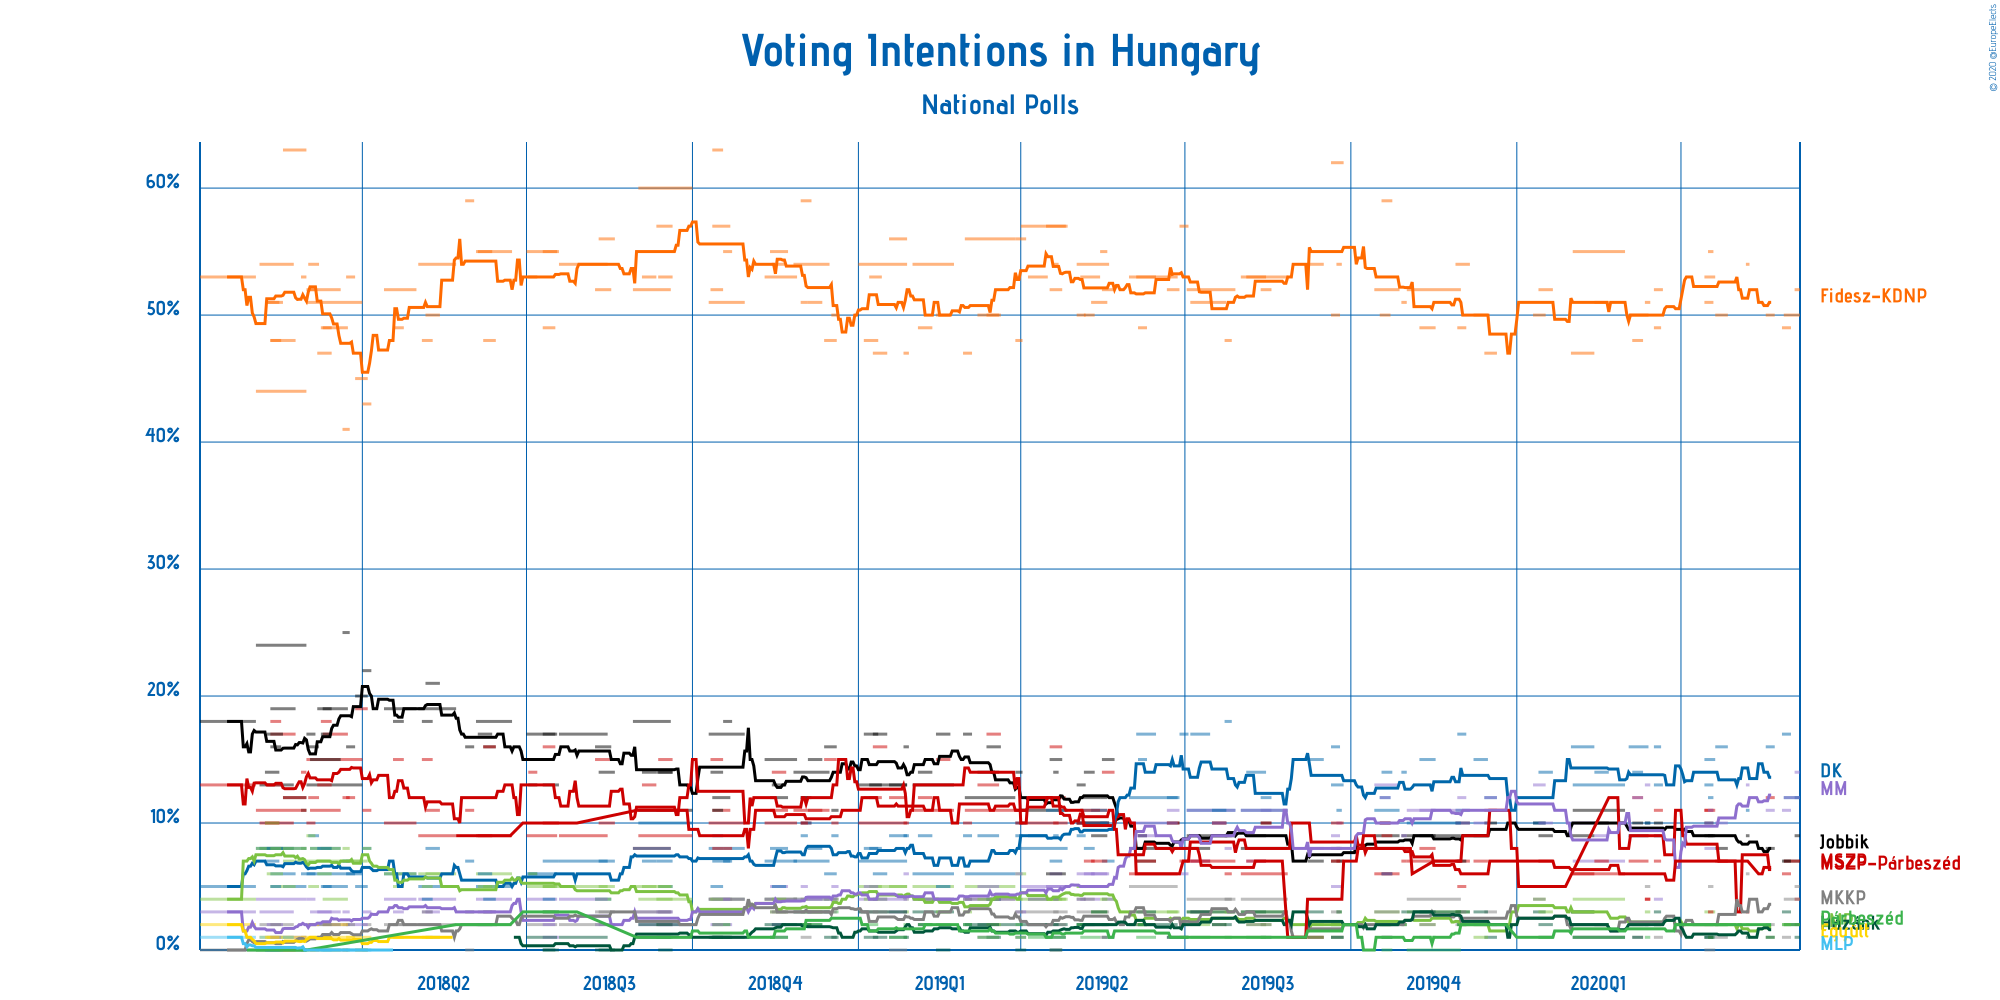 © 2020 @EuropeElects
Voting Intentions in Hungary
National Polls
60%
50%
40%
30%
20%
10%
0%
Fidesz-KDNP
DK
MM
Jobbik
MSZP-Párbeszéd
MKKP
Párbeszéd
MLP
2018Q2
2018Q3
2018Q4
2019Q1
2019Q2
2019Q3
2019Q4
2020Q1